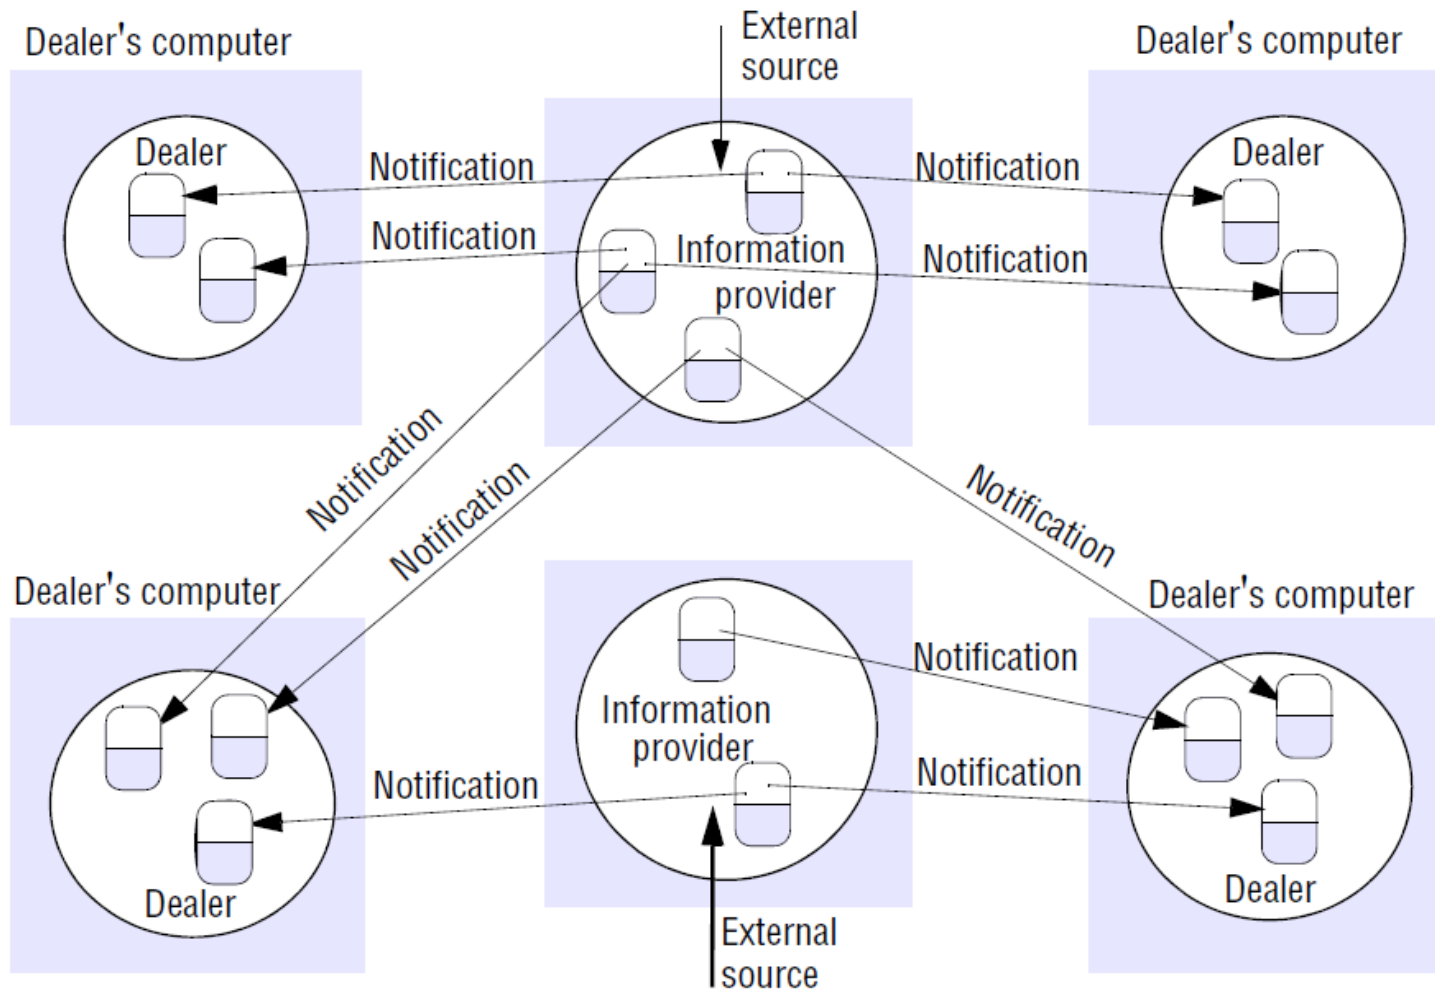 External
source
Dealer's computer
Dealer's computer
Dealer
Notification
Notification
Dealer
Notification
Information
provider
Notification
Notification
Notification
Notification
Dealer's computer
Dealer's computer
Notification
Information
provider
Notification
Notification
Dealer
Dealer
External
source